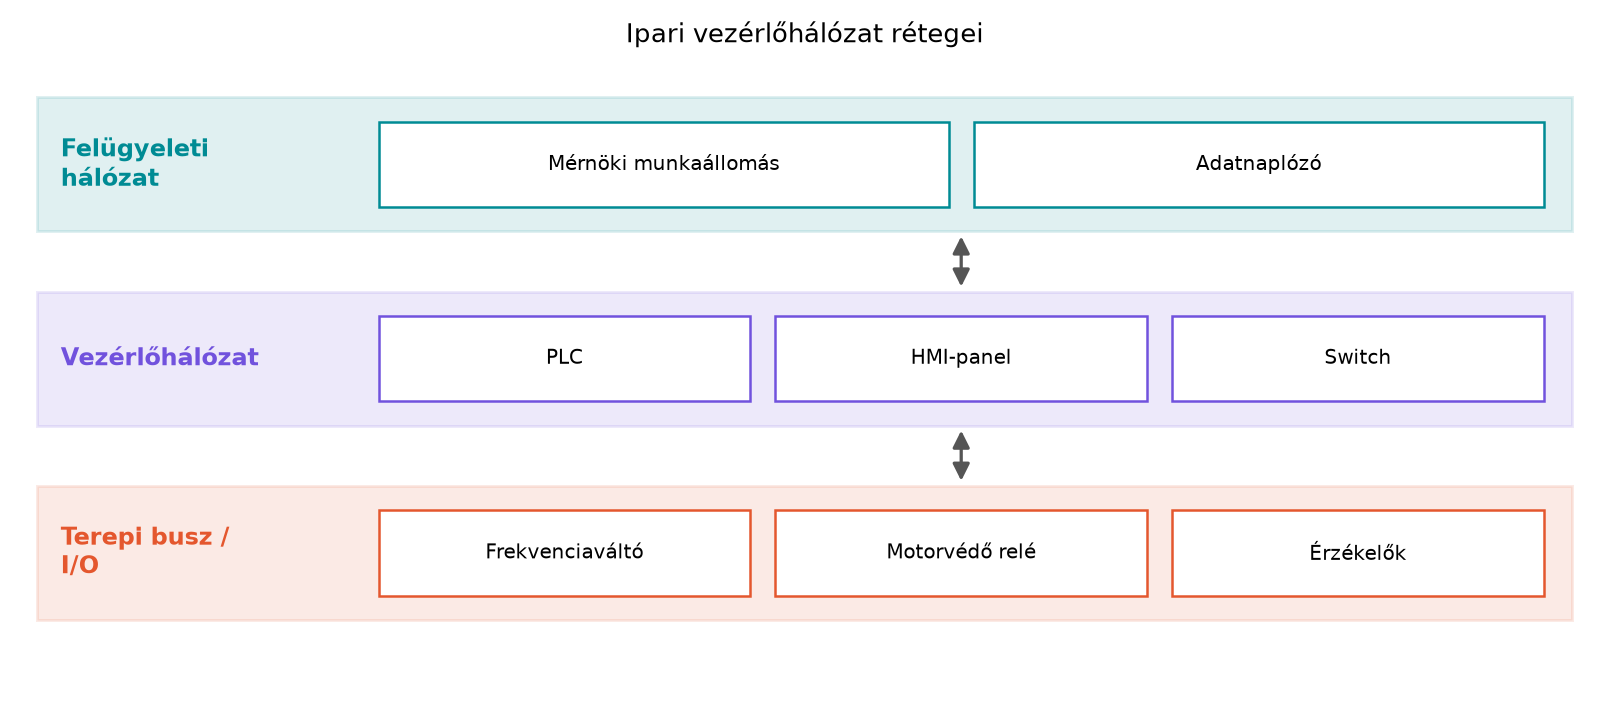 Ipari vezérlőhálózat rétegei
Felügyeleti
hálózat
Mérnöki munkaállomás
Adatnaplózó
Vezérlőhálózat
PLC
HMI-panel
Switch
Terepi busz /
I/O
Frekvenciaváltó
Motorvédő relé
Érzékelők